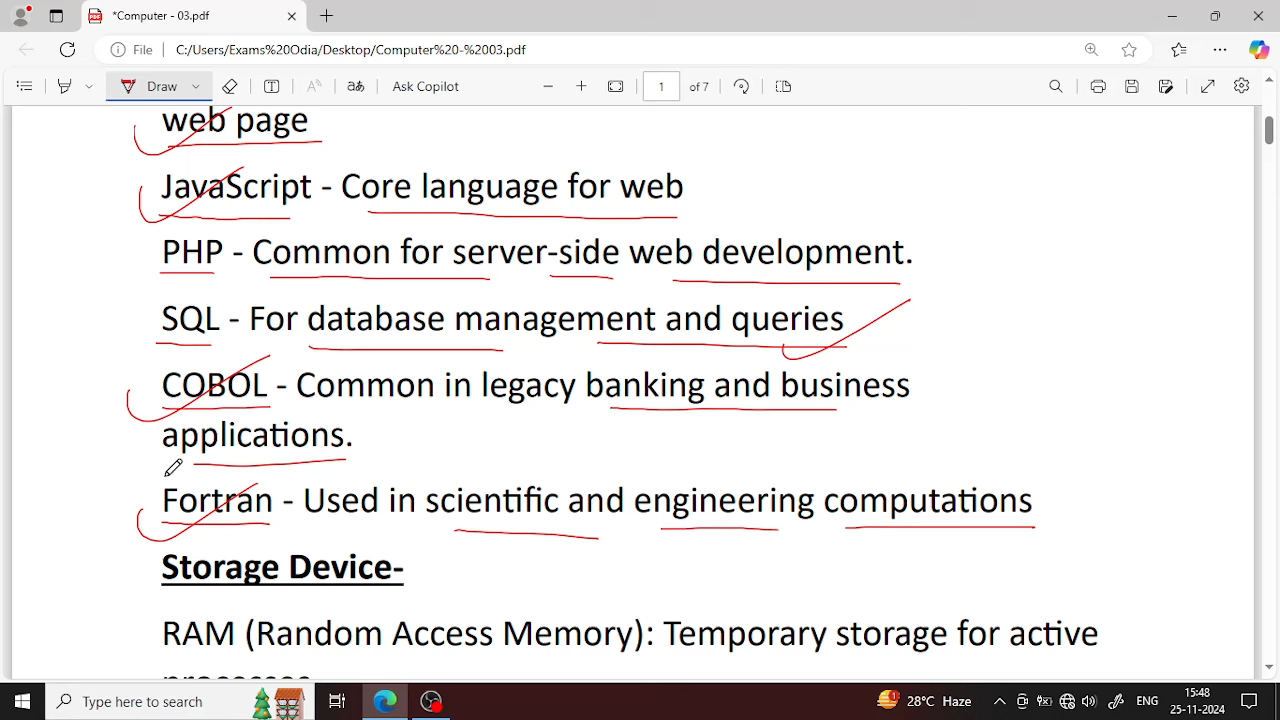 *Computer - 03.pdf
File
C:/Users/Exams%20Odia/Desktop/Computer%20-%2003.pdf
Draw
Ask Copilot
1 of 7
web page
JavaScript - Core language for web
PHP - Common for server-side web development.
SQL - For database management and queries
COBOL - Common in legacy banking and business
applications.
Fortran - Used in scientific and engineering computations
Storage Device-
RAM (Random Access Memory): Temporary storage for active
Type here to search
1
28°C Haze
ENG
15:48
25-11-2024